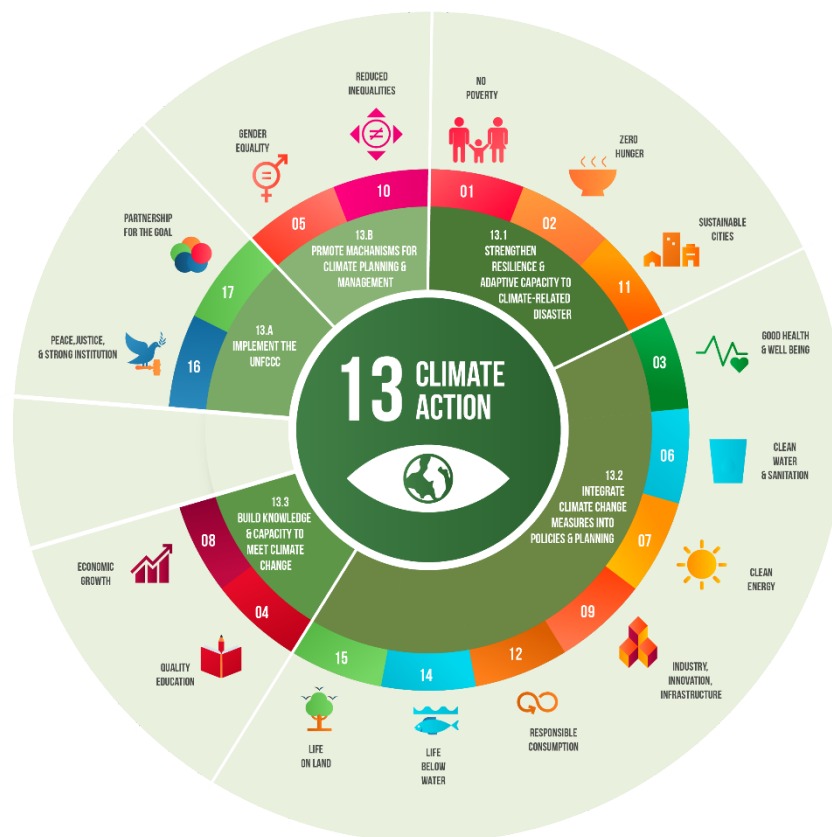 13 CLIMATE
ACTION
13.1
STRENGTHEN
RESILIENCE &
ADAPTIVE CAPACITY TO
CLIMATE-RELATED
DISASTER
01
NO
POVERTY
02
ZERO
HUNGER
11
SUSTAINABLE
CITIES
13.2
INTEGRATE
CLIMATE CHANGE
MEASURES INTO
POLICIES & PLANNING
03
GOOD HEALTH
& WELL BEING
06
CLEAN
WATER
& SANITATION
07
CLEAN
ENERGY
09
INDUSTRY,
INNOVATION,
INFRASTRUCTURE
12
RESPONSIBLE
CONSUMPTION
14
LIFE
BELOW
WATER
15
LIFE
ON LAND
13.3
BUILD KNOWLEDGE
& CAPACITY TO
MEET CLIMATE
CHANGE
04
QUALITY
EDUCATION
08
ECONOMIC
GROWTH
13.A
IMPLEMENT THE
UNFCCC
16
PEACE,JUSTICE,
& STRONG INSTITUTION
17
PARTNERSHIP
FOR THE GOAL
13.B
PRMOTE MACHANISMS FOR
CLIMATE PLANNING &
MANAGEMENT
05
GENDER
EQUALITY
10
REDUCED
INEQUALITIES